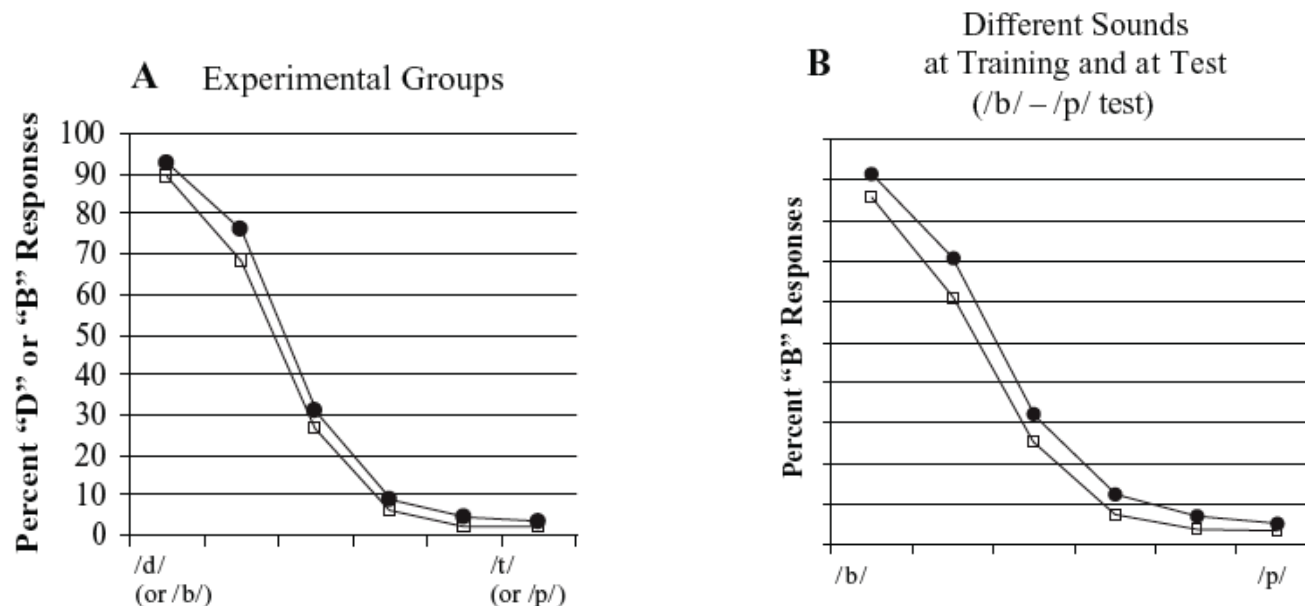 A Experimental Groups
Percent “D” or “B” Responses
100
90
80
70
60
50
40
30
20
10
0
/d/
(or /b/)
/t/
(or /p/)
B
Different Sounds
at Training and at Test
(/b/ – /p/ test)
Percent “B” Responses
/b/
/p/